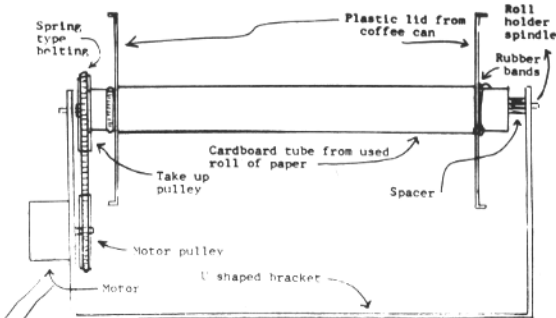 Spring
type
belting
Plastic lid from
coffee can
Roll
holder
spindle
Rubber
bands
Cardboard tube from used
roll of paper
Take up
pulley
Spacer
Motor pulley
U shaped bracket
Motor